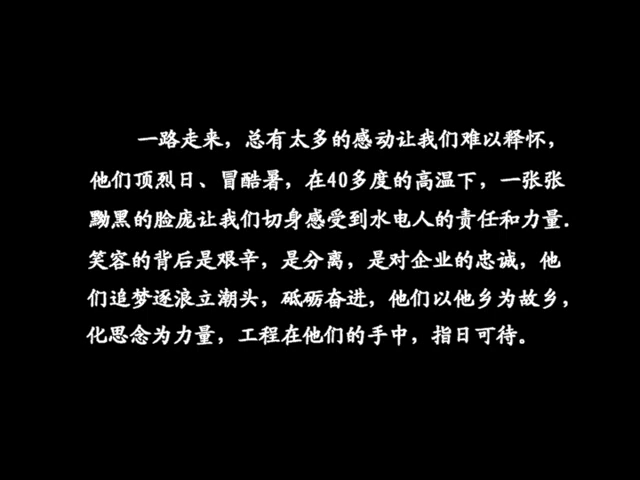 一路走来，总有太多的感动让我们难以释怀，
他们顶烈日、冒酷暑，在40多度的高温下，一张张
黝黑的脸庞让我们切身感受到水电人的责任和力量.
笑容的背后是艰辛，是分离，是对企业的忠诚，他
们追梦逐浪立潮头，砥砺奋进，他们以他乡为故乡，
化思念为力量，工程在他们的手中，指日可待。